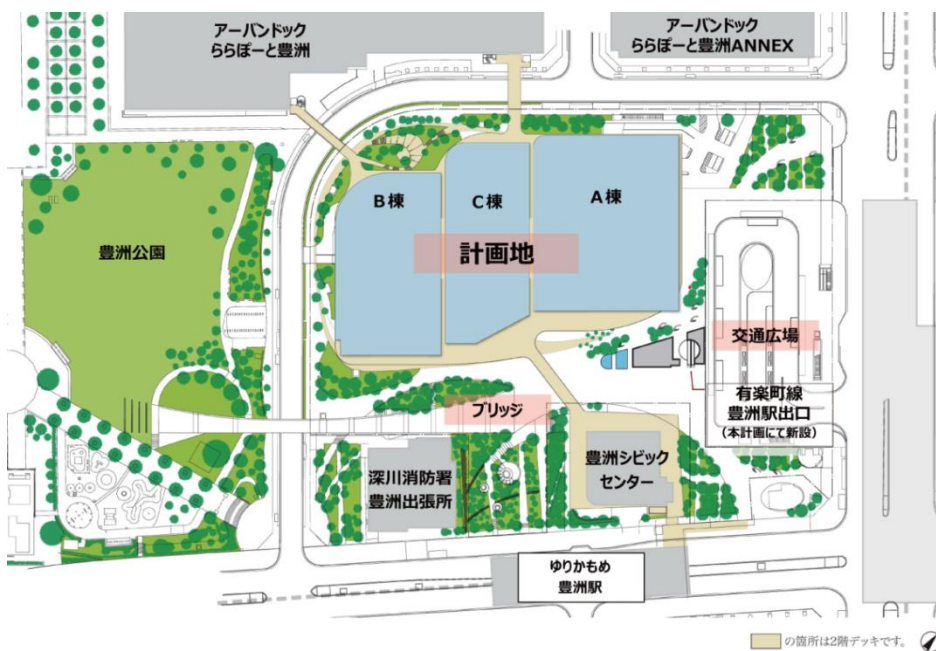 アーバンドック
ららぽーと豊洲
アーバンドック
ららぽーと豊洲ANNEX
B棟
C棟
A棟
計画地
豊洲公園
交通広場
有楽町線
豊洲駅出口
（本計画にて新設）
ブリッジ
深川消防署
豊洲出張所
豊洲シビック
センター
ゆりかもめ
豊洲駅
の箇所は2階デッキです。